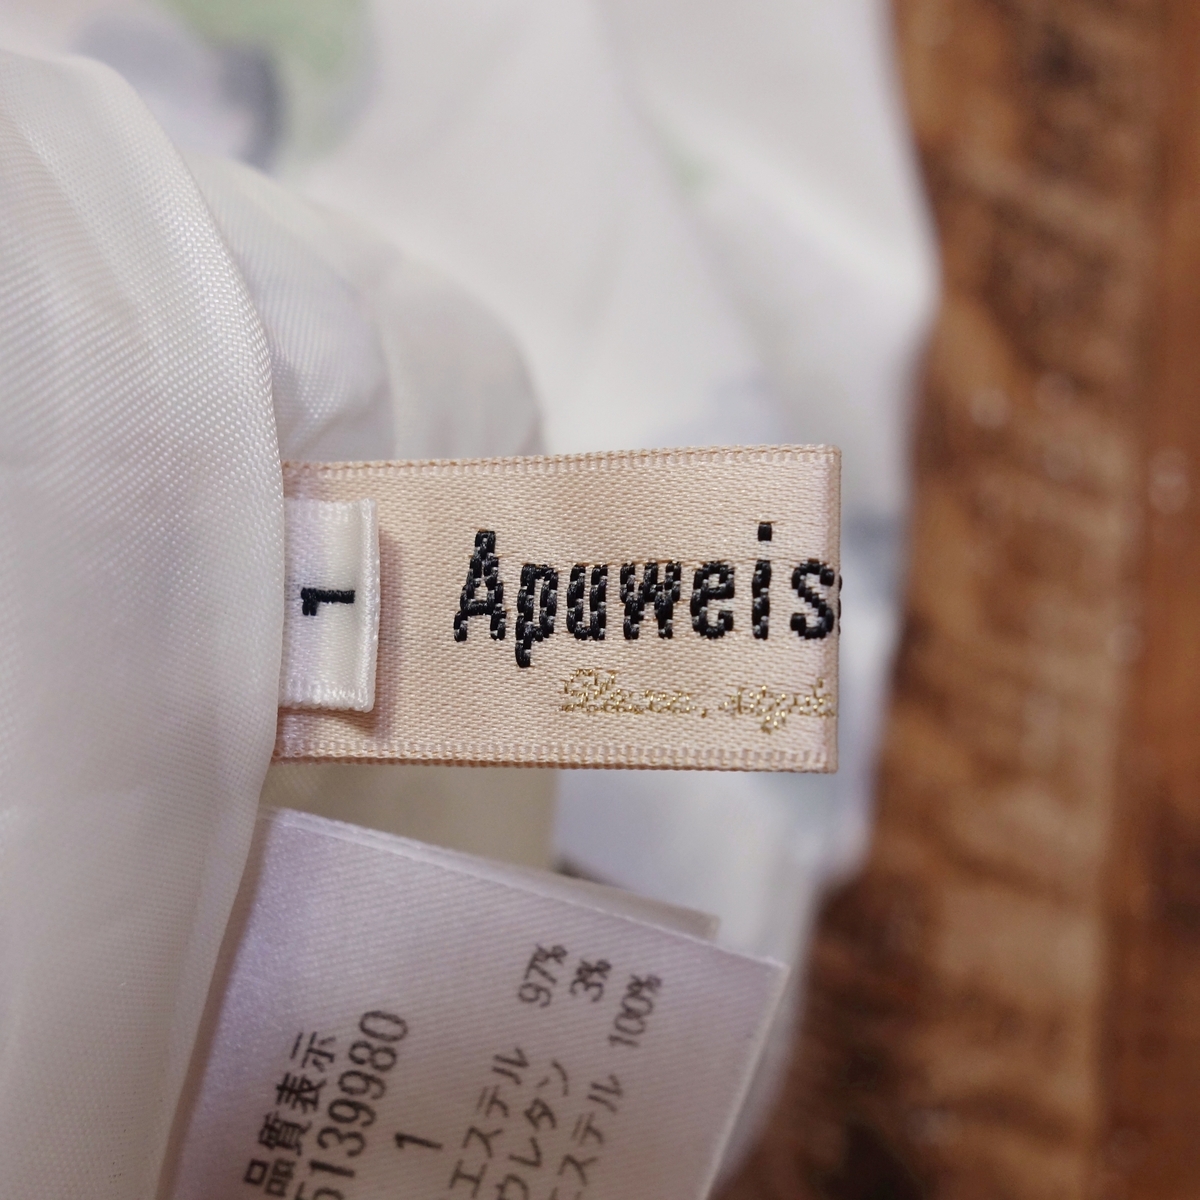 Apuweis
1
品質表示
5139980
1
エステル 97%
ウレタン 3%
エステル 100%